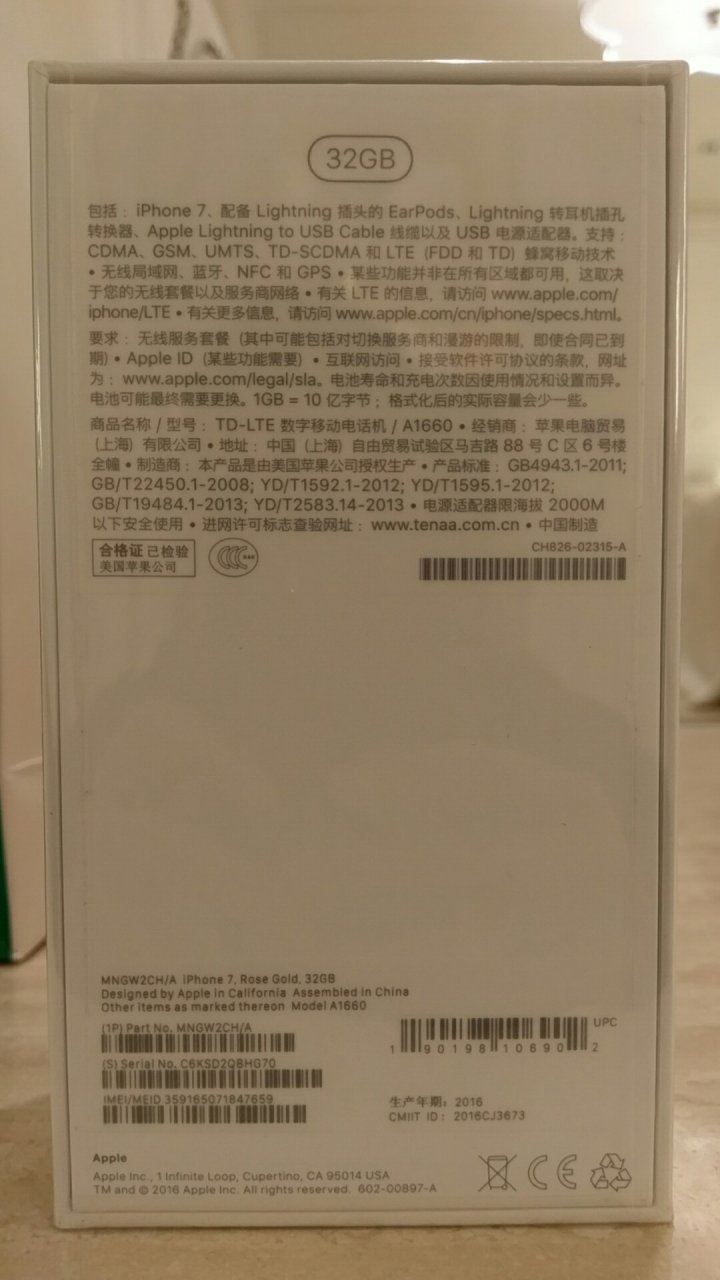 32GB
包括：iPhone 7、配备 Lightning 插头的 EarPods、Lightning 转耳机插孔
转换器、Apple Lightning to USB Cable 线缆以及 USB 电源适配器。支持：
CDMA、GSM、UMTS、TD-SCDMA 和 LTE（FDD 和 TD）蜂窝移动技术
• 无线局域网、蓝牙、NFC 和 GPS • 某些功能并非在所有区域都可用，这取决
于您的无线套餐以及服务商网络 • 有关 LTE 的信息，请访问 www.apple.com/
iphone/LTE • 有关更多信息，请访问 www.apple.com/cn/iphone/specs.html。
要求：无线服务套餐（其中可能包括对切换服务商和漫游的限制，即使合同已到
期）• Apple ID（某些功能需要）• 互联网访问 • 接受软件许可协议的条款，网址
为：www.apple.com/legal/sla。电池寿命和充电次数因使用情况和设置而异。
电池可能最终需要更换。1GB = 10 亿字节；格式化后的实际容量会少一些。
商品名称 / 型号：TD-LTE 数字移动电话机 / A1660 • 经销商：苹果电脑贸易
（上海）有限公司 • 地址：中国（上海）自由贸易试验区马吉路 88 号 C 区 6 号楼
全幢 • 制造商：本产品是由美国苹果公司授权生产 • 产品标准：GB4943.1-2011;
GB/T22450.1-2008; YD/T1592.1-2012; YD/T1595.1-2012;
GB/T19484.1-2013; YD/T2583.14-2013 • 电源适配器限海拔 2000M
以下安全使用 • 进网许可标志查验网址：www.tenaa.com.cn • 中国制造
合格证 已检验
美国苹果公司
CH826-02315-A
MNGW2CH/A iPhone 7, Rose Gold, 32GB
Designed by Apple in California Assembled in China
Other items as marked thereon Model A1660
(1P) Part No. MNGW2CH/A
UPC
1 90198 10690 2
(S) Serial No. C6KSD2QBHG70
IMEI/MEID 359165071847659
生产年期：2016
CMIIT ID：2016CJ3673
Apple
Apple Inc., 1 Infinite Loop, Cupertino, CA 95014 USA
TM and © 2016 Apple Inc. All rights reserved. 602-00897-A